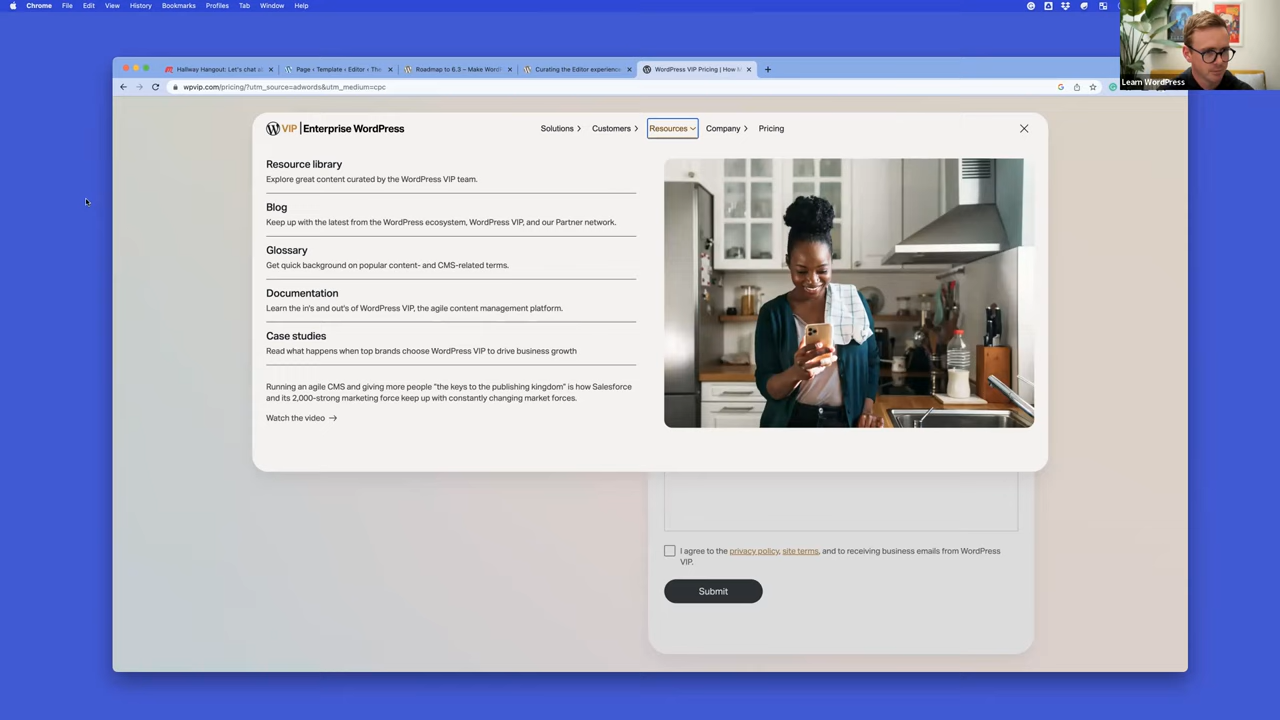 Chrome File Edit View History Bookmarks Profiles Tab Window Help
Learn WordPress
Hallway Hangout: Let's chat a
Page ‹ Template ‹ Editor ‹ The
Roadmap to 6.3 – Make Word
Curating the Editor experience
WordPress VIP Pricing | How M
wpvip.com/pricing/?utm_source=adwords&utm_medium=cpc
VIP | Enterprise WordPress
Solutions Customers Resources Company Pricing
Resource library
Explore great content curated by the WordPress VIP team.
Blog
Keep up with the latest from the WordPress ecosystem, WordPress VIP, and our Partner network.
Glossary
Get quick background on popular content- and CMS-related terms.
Documentation
Learn the in's and out's of WordPress VIP, the agile content management platform.
Case studies
Read what happens when top brands choose WordPress VIP to drive business growth
Running an agile CMS and giving more people "the keys to the publishing kingdom" is how Salesforce
and its 2,000-strong marketing force keep up with constantly changing market forces.
Watch the video →
I agree to the privacy policy, site terms, and to receiving business emails from WordPress
VIP.
Submit